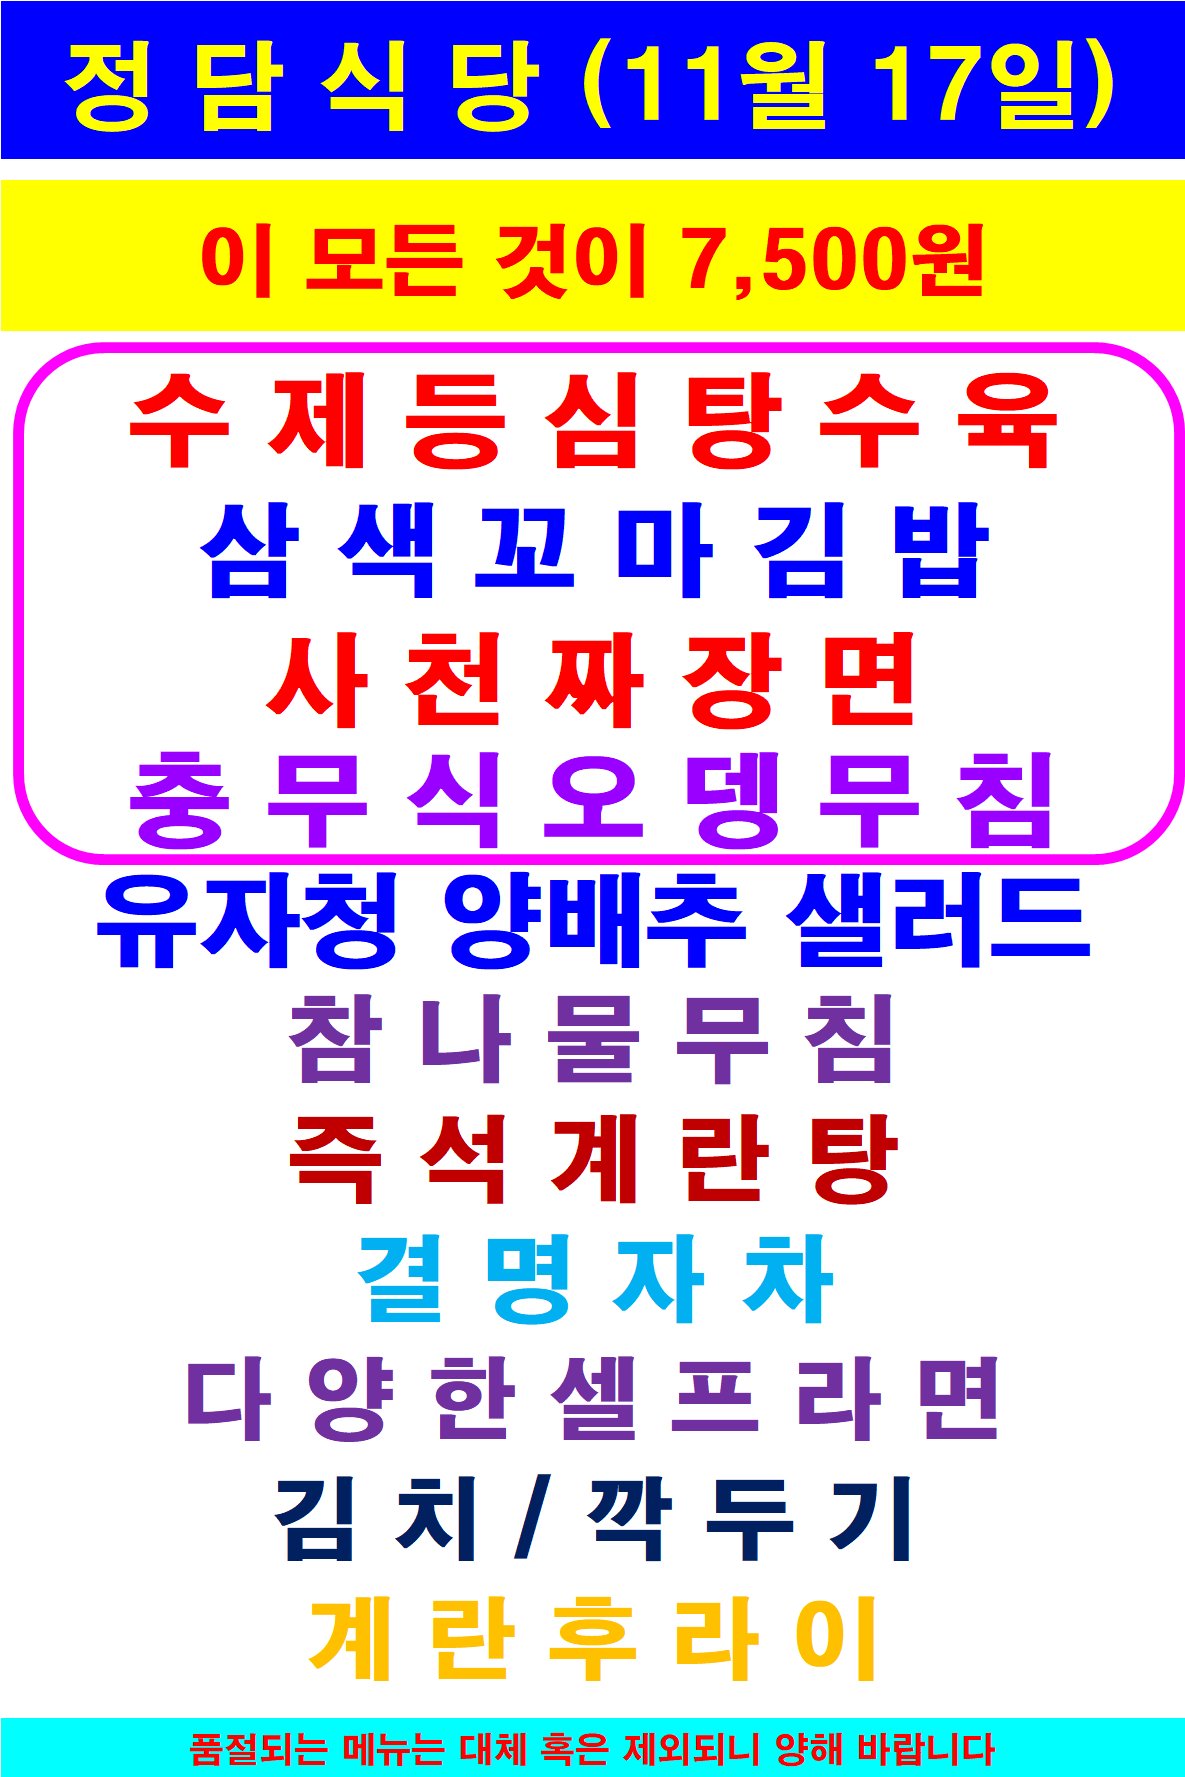 정 담 식 당 (11월 17일)
이 모든 것이 7,500원
수 제 등 심 탕 수 육
삼 색 꼬 마 김 밥
사 천 짜 장 면
충 무 식 오 뎅 무 침
유자청 양배추 샐러드
참 나 물 무 침
즉 석 계 란 탕
결 명 자 차
다 양 한 셀 프 라 면
김 치 / 깍 두 기
계 란 후 라 이
품절되는 메뉴는 대체 혹은 제외되니 양해 바랍니다